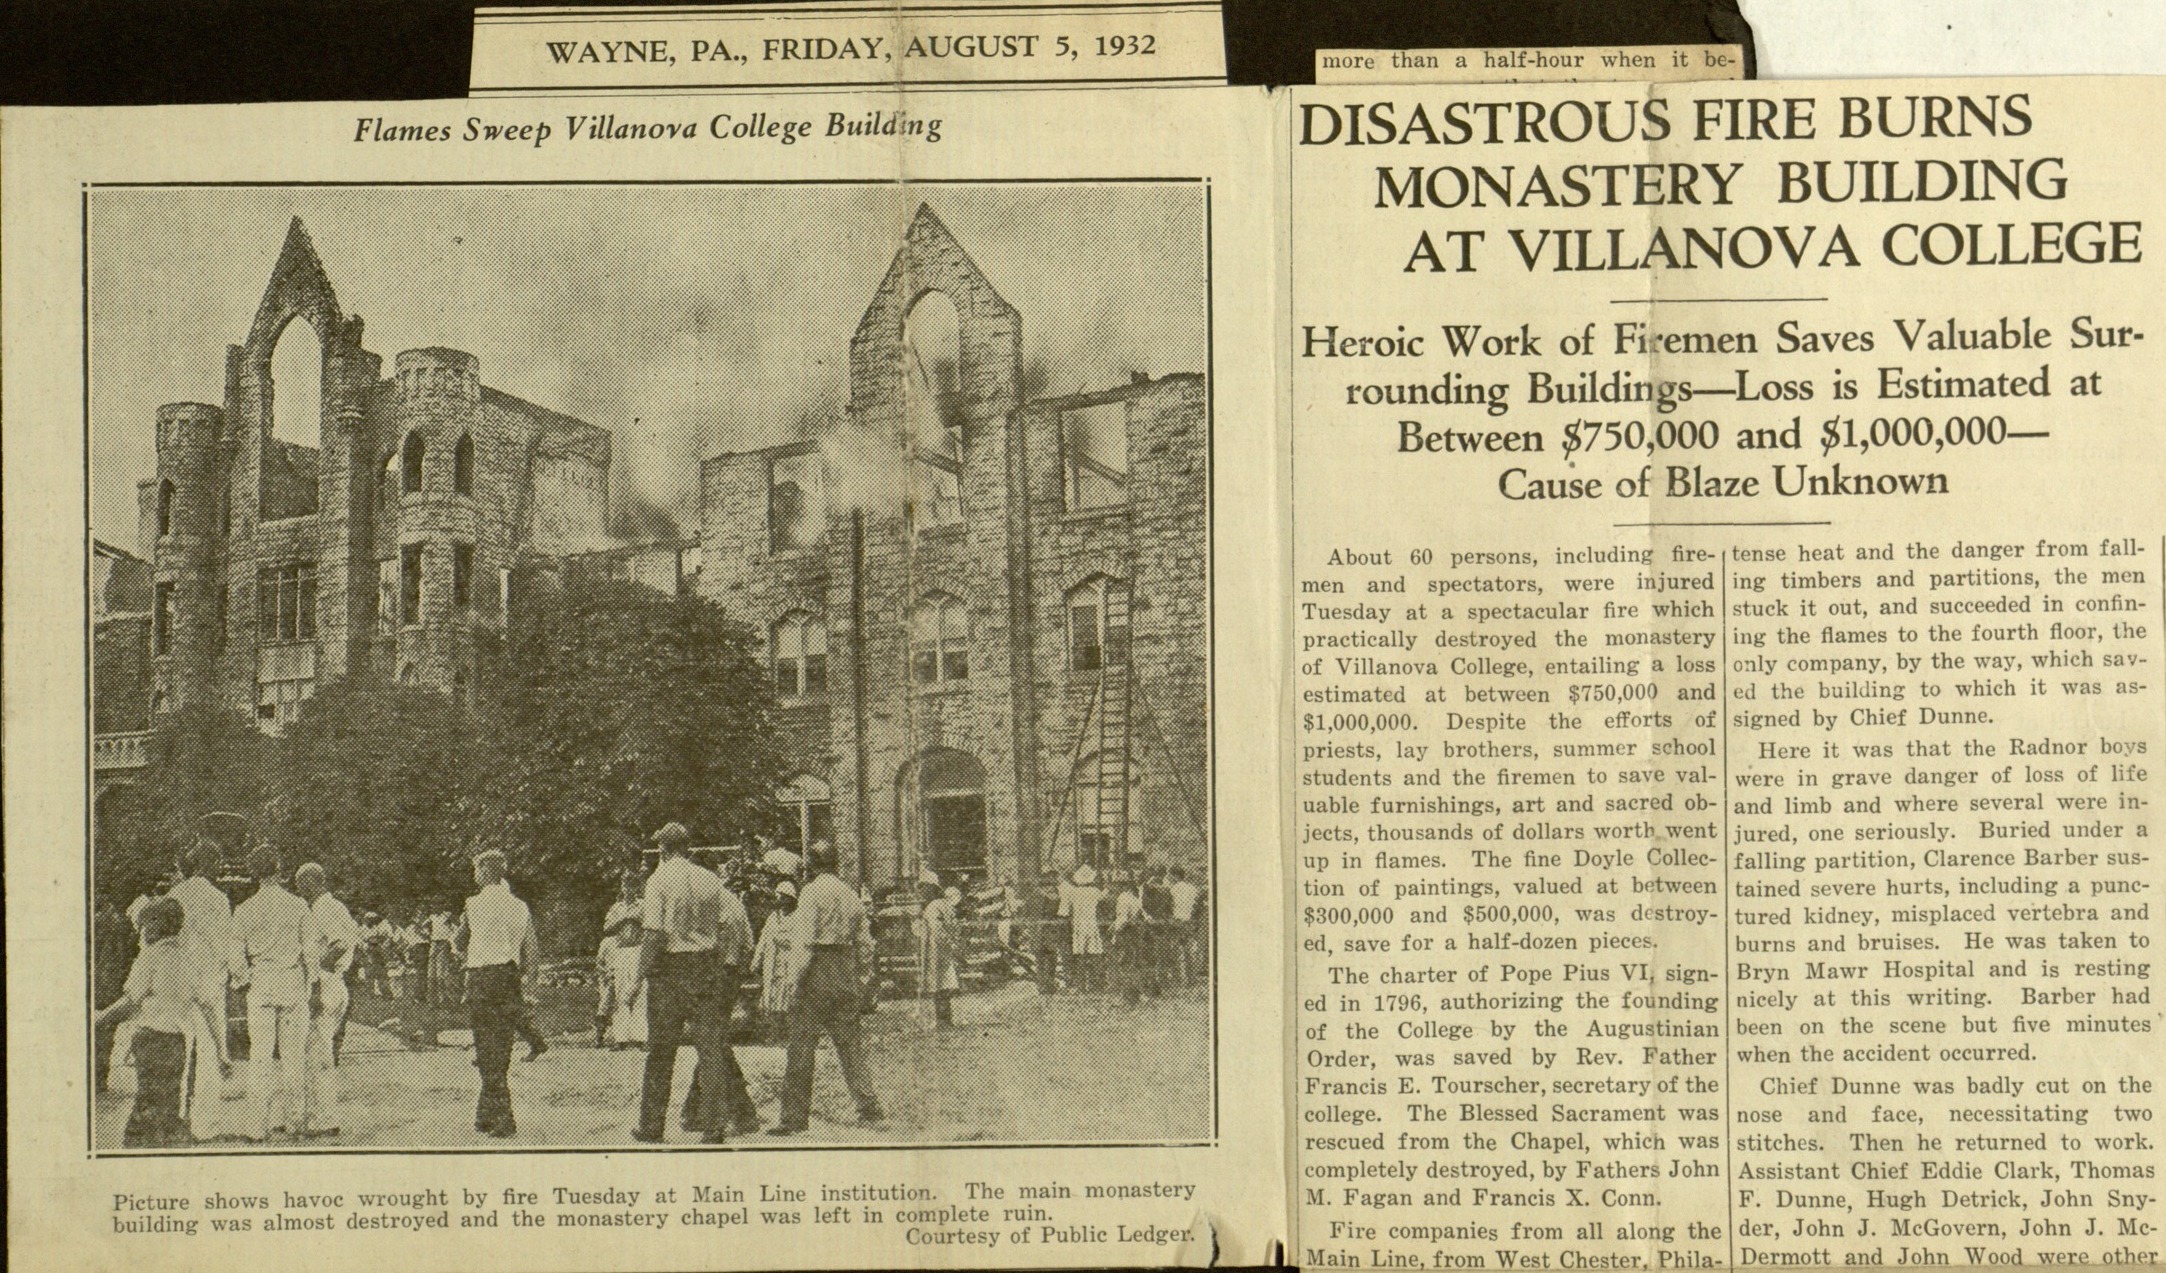 WAYNE, PA., FRIDAY, AUGUST 5, 1932
more than a half-hour when it be-
Flames Sweep Villanova College Building
Picture shows havoc wrought by fire Tuesday at Main Line institution. The main monastery
building was almost destroyed and the monastery chapel was left in complete ruin.
Courtesy of Public Ledger.
DISASTROUS FIRE BURNS
MONASTERY BUILDING
AT VILLANOVA COLLEGE
Heroic Work of Firemen Saves Valuable Sur-
rounding Buildings—Loss is Estimated at
Between $750,000 and $1,000,000—
Cause of Blaze Unknown
About 60 persons, including fire-
men and spectators, were injured
Tuesday at a spectacular fire which
practically destroyed the monastery
of Villanova College, entailing a loss
estimated at between $750,000 and
$1,000,000. Despite the efforts of
priests, lay brothers, summer school
students and the firemen to save val-
uable furnishings, art and sacred ob-
jects, thousands of dollars worth went
up in flames. The fine Doyle Collec-
tion of paintings, valued at between
$300,000 and $500,000, was destroy-
ed, save for a half-dozen pieces.
The charter of Pope Pius VI, sign-
ed in 1796, authorizing the founding
of the College by the Augustinian
Order, was saved by Rev. Father
Francis E. Tourscher, secretary of the
college. The Blessed Sacrament was
rescued from the Chapel, which was
completely destroyed, by Fathers John
M. Fagan and Francis X. Conn.
Fire companies from all along the
Main Line, from West Chester, Phila-
tense heat and the danger from fall-
ing timbers and partitions, the men
stuck it out, and succeeded in confin-
ing the flames to the fourth floor, the
only company, by the way, which sav-
ed the building to which it was as-
signed by Chief Dunne.
Here it was that the Radnor boys
were in grave danger of loss of life
and limb and where several were in-
jured, one seriously. Buried under a
falling partition, Clarence Barber sus-
tained severe hurts, including a punc-
tured kidney, misplaced vertebra and
burns and bruises. He was taken to
Bryn Mawr Hospital and is resting
nicely at this writing. Barber had
been on the scene but five minutes
when the accident occurred.
Chief Dunne was badly cut on the
nose and face, necessitating two
stitches. Then he returned to work.
Assistant Chief Eddie Clark, Thomas
F. Dunne, Hugh Detrick, John Sny-
der, John J. McGovern, John J. Mc-
Dermott and John Wood were other